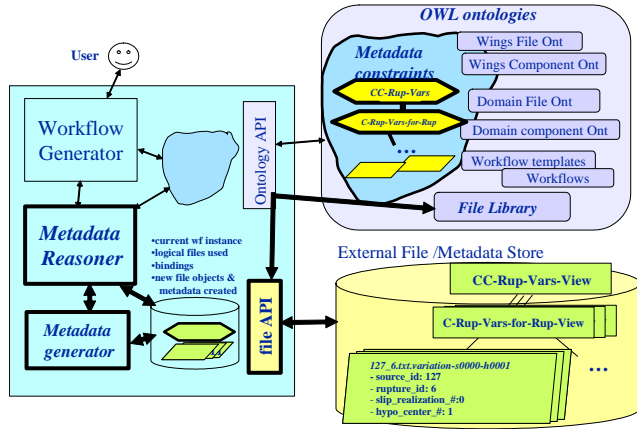 OWL ontologies
User
Metadata
constraints
CC-Rup-Vars
C-Rup-Vars-for-Rup
...
Wings File Ont
Wings Component Ont
Domain File Ont
Domain component Ont
Workflow templates
Workflows
File Library
Workflow
Generator
Ontology API
Metadata
Reasoner
•current wf instance
•logical files used
•bindings
•new file objects &
metadata created
Metadata
generator
file API
External File /Metadata Store
CC-Rup-Vars-View
C-Rup-Vars-for-Rup-View
127_6.txt.variation-s0000-h0001
- source_id: 127
- rupture_id: 6
- slip_realization_#:0
- hypo_center_#: 1
...